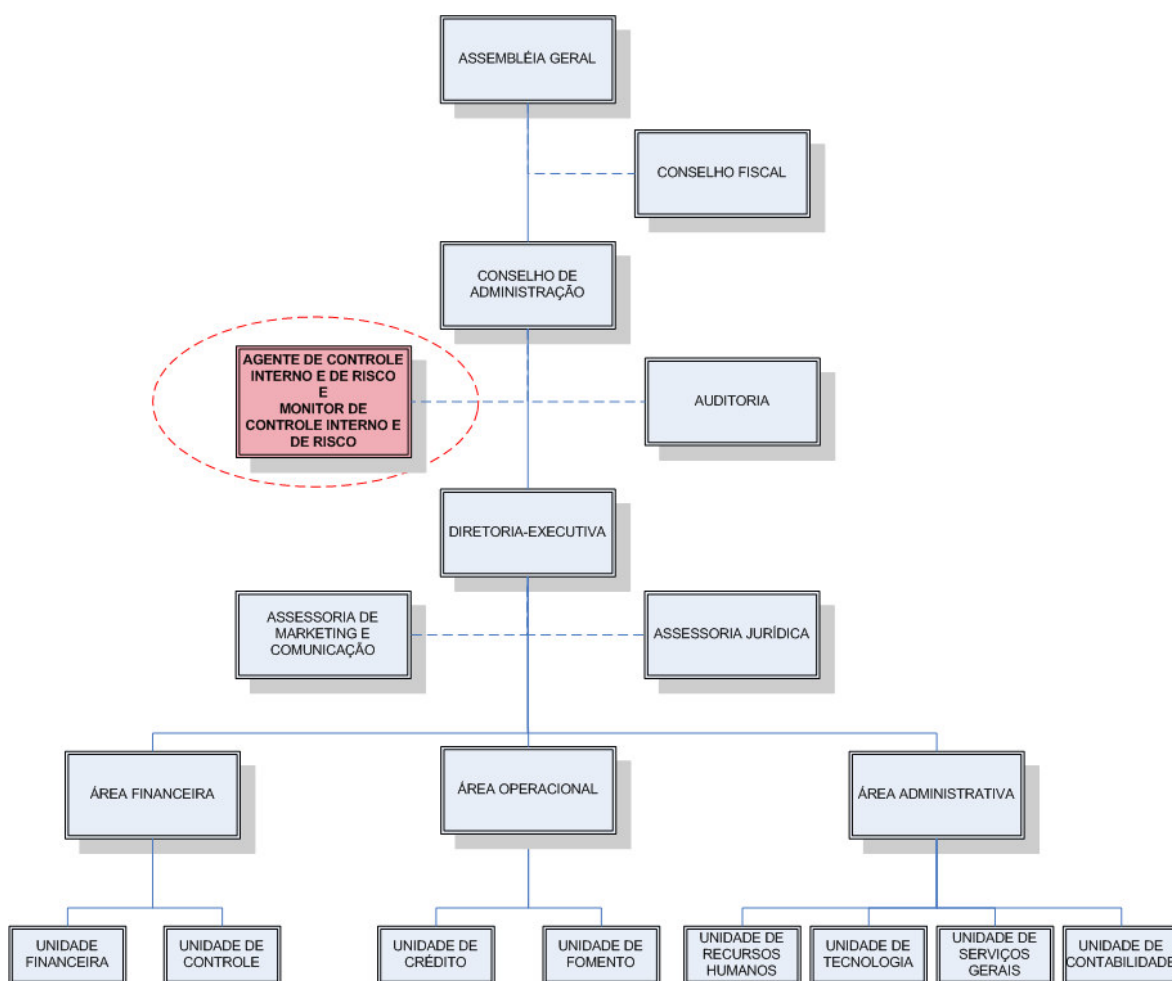 ASSEMBLÉIA GERAL
CONSELHO FISCAL
CONSELHO DE
ADMINISTRAÇÃO
AGENTE DE CONTROLE
INTERNO E DE RISCO
E
MONITOR DE
CONTROLE INTERNO E
DE RISCO
AUDITORIA
DIRETORIA-EXECUTIVA
ASSESSORIA DE
MARKETING E
COMUNICAÇÃO
ASSESSORIA JURÍDICA
ÁREA FINANCEIRA
ÁREA OPERACIONAL
ÁREA ADMINISTRATIVA
UNIDADE
FINANCEIRA
UNIDADE DE
CONTROLE
UNIDADE DE
CRÉDITO
UNIDADE DE
FOMENTO
UNIDADE DE
RECURSOS
HUMANOS
UNIDADE DE
TECNOLOGIA
UNIDADE DE
SERVIÇOS
GERAIS
UNIDADE DE
CONTABILIDADE